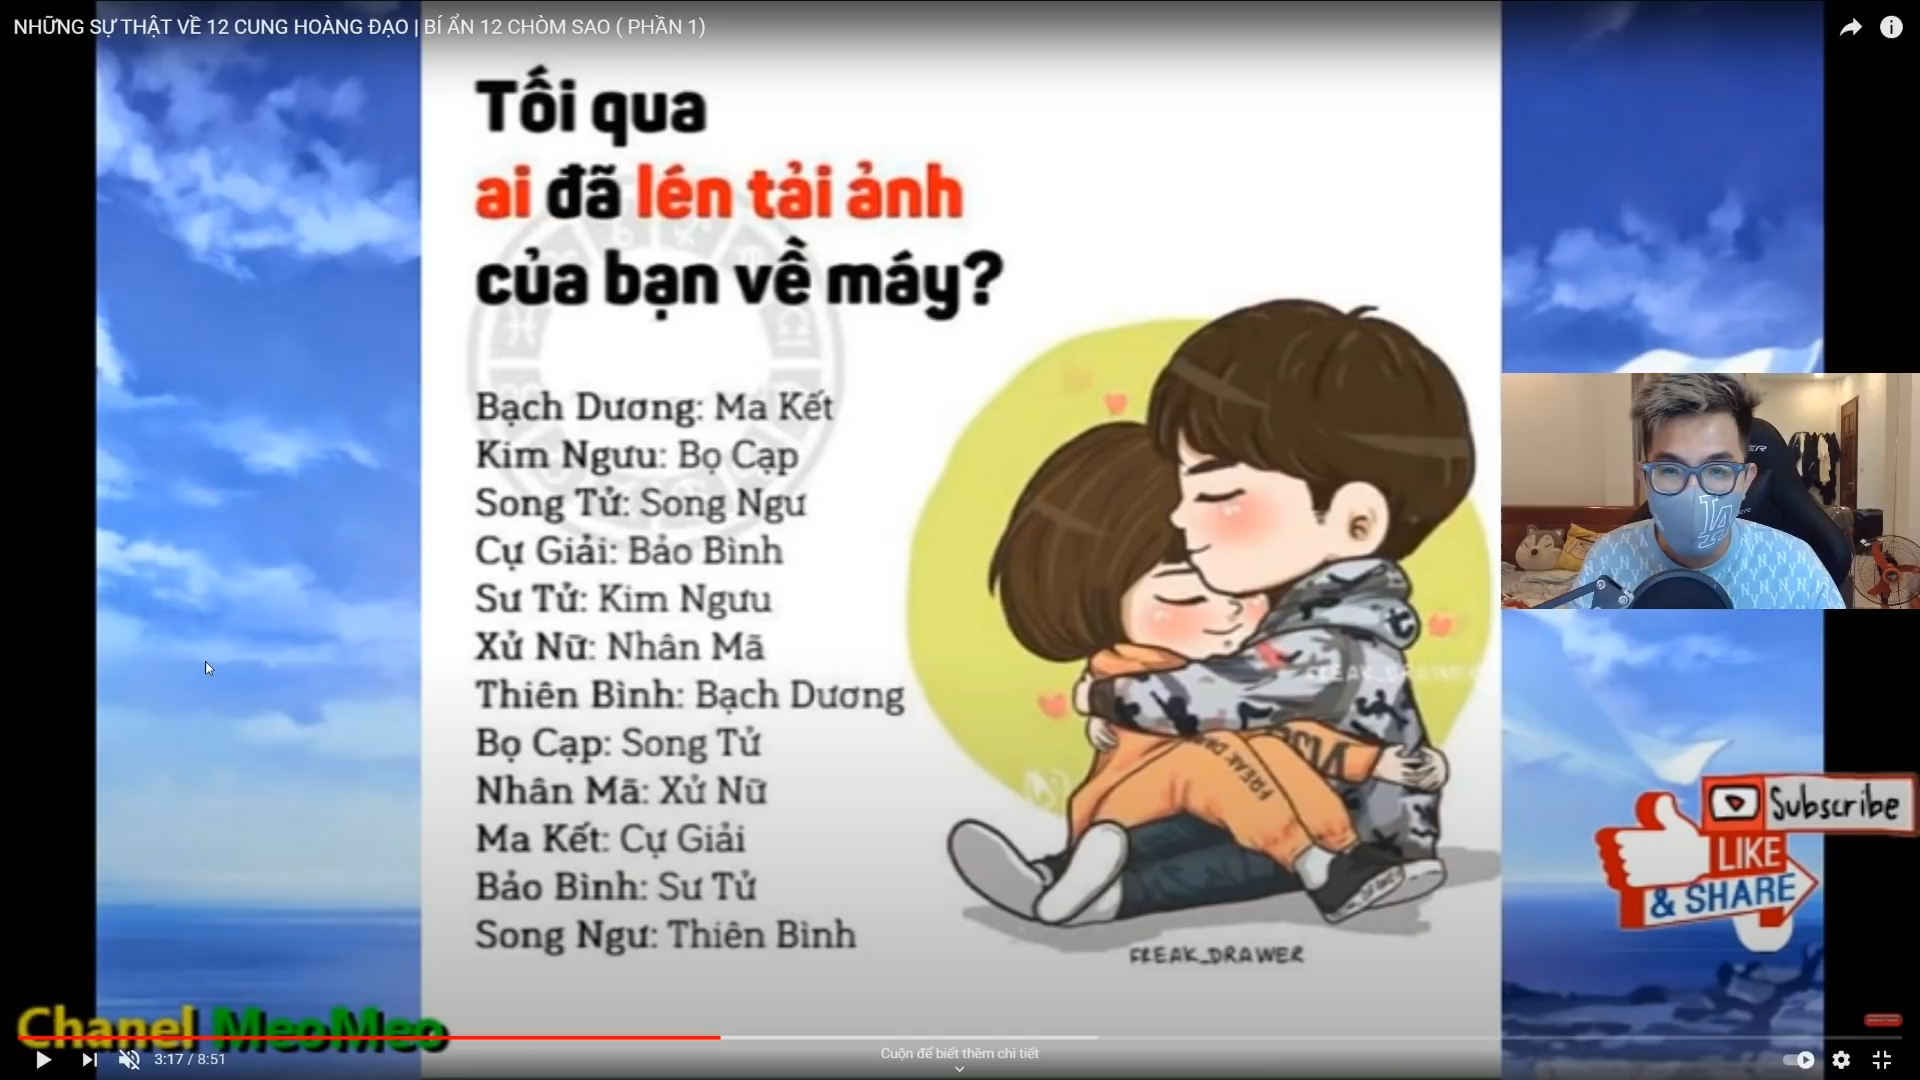 NHỮNG SỰ THẬT VỀ 12 CUNG HOÀNG ĐẠO | BÍ ẨN 12 CHÒM SAO ( PHẦN 1)
Tối qua
ai đã lén tải ảnh
của bạn về máy?
Bạch Dương: Ma Kết
Kim Ngưu: Bọ Cạp
Song Tử: Song Ngư
Cự Giải: Bảo Bình
Sư Tử: Kim Ngưu
Xử Nữ: Nhân Mã
Thiên Bình: Bạch Dương
Bọ Cạp: Song Tử
Nhân Mã: Xử Nữ
Ma Kết: Cự Giải
Bảo Bình: Sư Tử
Song Ngư: Thiên Bình
FREAK_DRAWER
FREAK_DRAWER
LA
Subscribe
LIKE
& SHARE
Chanel MeoMeo
3:17 / 8:51
Cuộn để biết thêm chi tiết